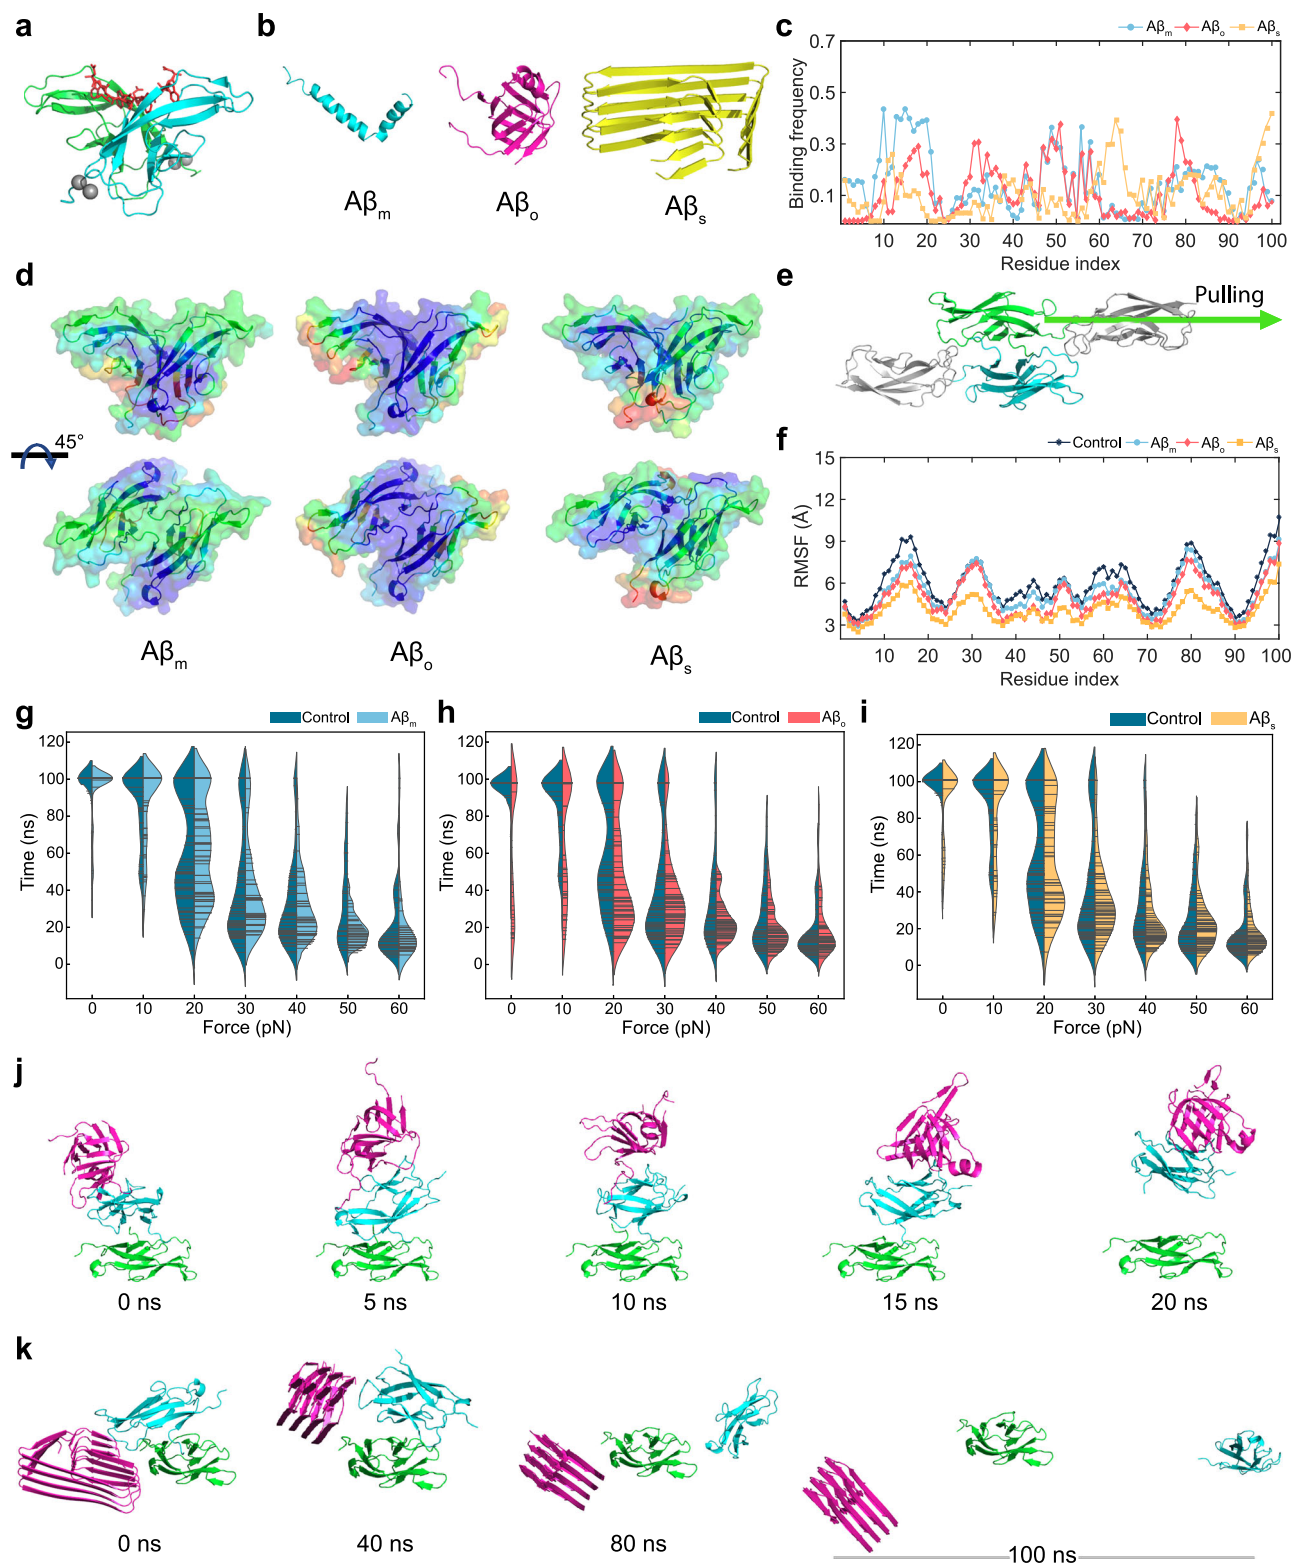 a
b
Aβm
Aβo
Aβs
c
Aβm Aβo Aβs
Binding frequency
0.7
0.5
0.3
0.1
10 20 30 40 50 60 70 80 90 100
Residue index
d
45°
Aβm
Aβo
Aβs
e
Pulling
f
Control Aβm Aβo Aβs
RMSF (Å)
15
12
9
6
3
10 20 30 40 50 60 70 80 90 100
Residue index
g
Control Aβm
Time (ns)
120
100
80
60
40
20
0
0 10 20 30 40 50 60
Force (pN)
h
Control Aβo
Time (ns)
120
100
80
60
40
20
0
0 10 20 30 40 50 60
Force (pN)
i
Control Aβs
Time (ns)
120
100
80
60
40
20
0
0 10 20 30 40 50 60
Force (pN)
j
0 ns
5 ns
10 ns
15 ns
20 ns
k
0 ns
40 ns
80 ns
100 ns